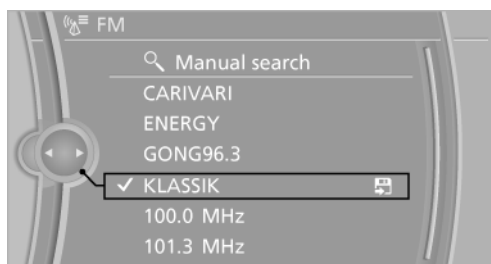 FM
Manual search
CARIVARI
ENERGY
GONG96.3
KLASSIK
100.0 MHz
101.3 MHz